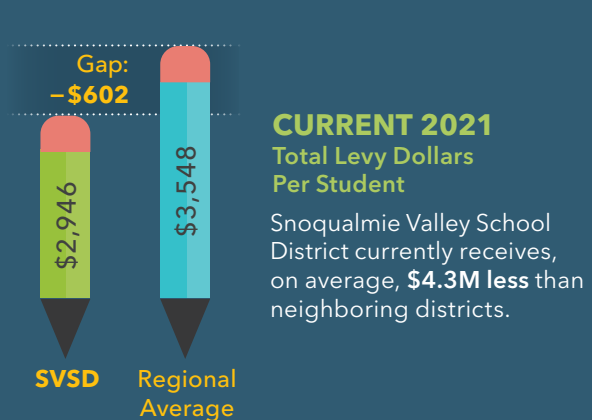 Gap:
–$602
$2,946
$3,548
SVSD
Regional
Average
CURRENT 2021
Total Levy Dollars
Per Student
Snoqualmie Valley School
District currently receives,
on average, $4.3M less than
neighboring districts.